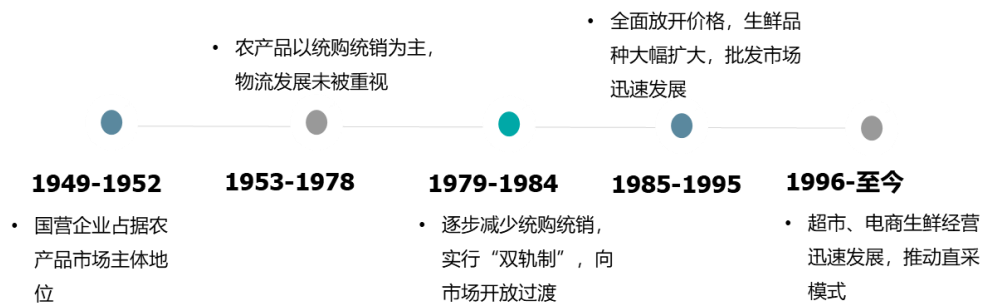 • 农产品以统购统销为主，
物流发展未被重视
• 全面放开价格，生鲜品
种大幅扩大，批发市场
迅速发展
1949-1952
1953-1978
1979-1984
1985-1995
1996-至今
• 国营企业占据农
产品市场主体地
位
• 逐步减少统购统销，
实行“双轨制”，向
市场开放过渡
• 超市、电商生鲜经营
迅速发展，推动直采
模式